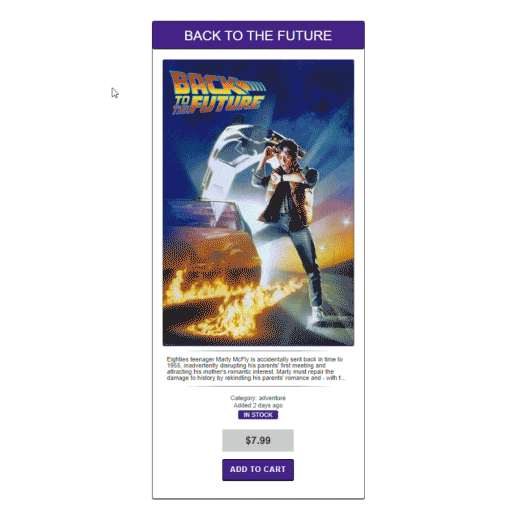 BACK TO THE FUTURE
BACK
TO
THE FUTURE
Eighties teenager Marty McFly is accidentally sent back in time to
1955, inadvertently disrupting his parents' first meeting and
attracting his mother's romantic interest. Marty must repair the
damage to history by rekindling his parents' romance and - with t...
Category: adventure
Added 2 days ago
IN STOCK
$7.99
ADD TO CART